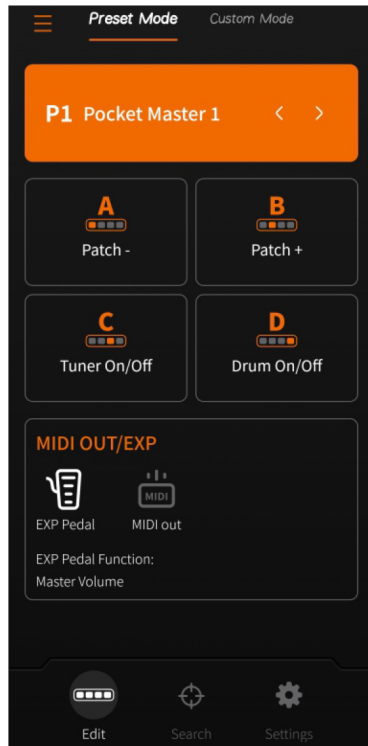 Preset Mode Custom Mode
P1 Pocket Master 1 < >
A B
Patch - Patch +
C D
Tuner On/Off Drum On/Off
MIDI OUT/EXP
MIDI
EXP Pedal MIDI out
EXP Pedal Function:
Master Volume
Edit Search Settings